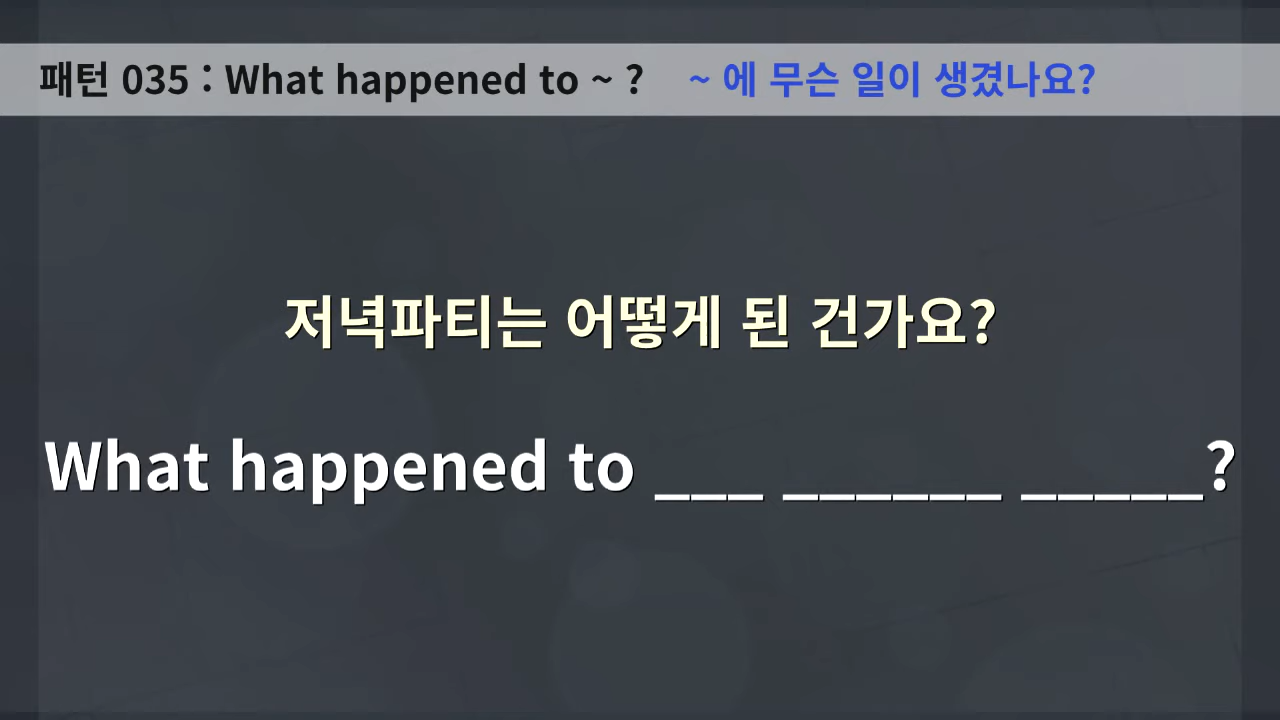 패턴 035 : What happened to ~ ? ~ 에 무슨 일이 생겼나요?
저녁파티는 어떻게 된 건가요?
What happened to ___ ______ _____?